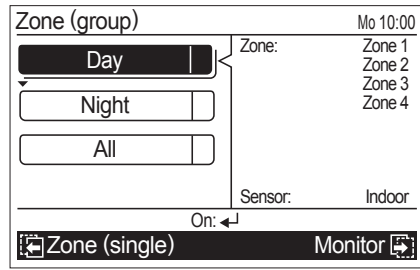 Zone (group) Mo 10:00
Day
Night
All
Zone: Zone 1
Zone 2
Zone 3
Zone 4
Sensor: Indoor
On:
Zone (single) Monitor